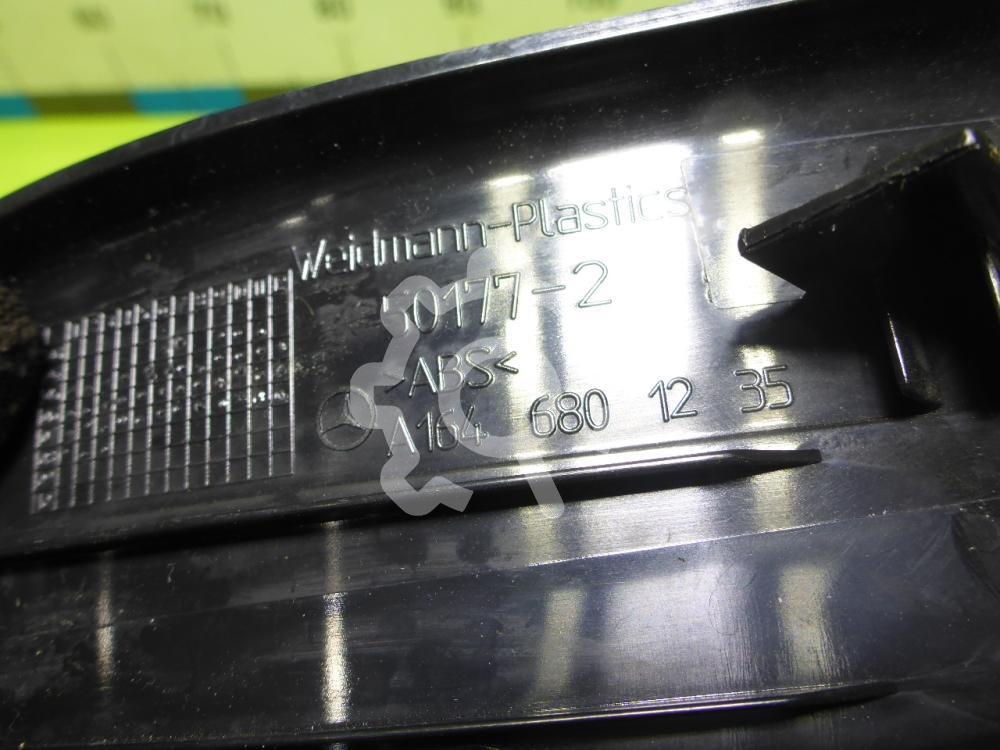 Weidmann-Plastics
50177-2
>ABS<
A164 680 12 35